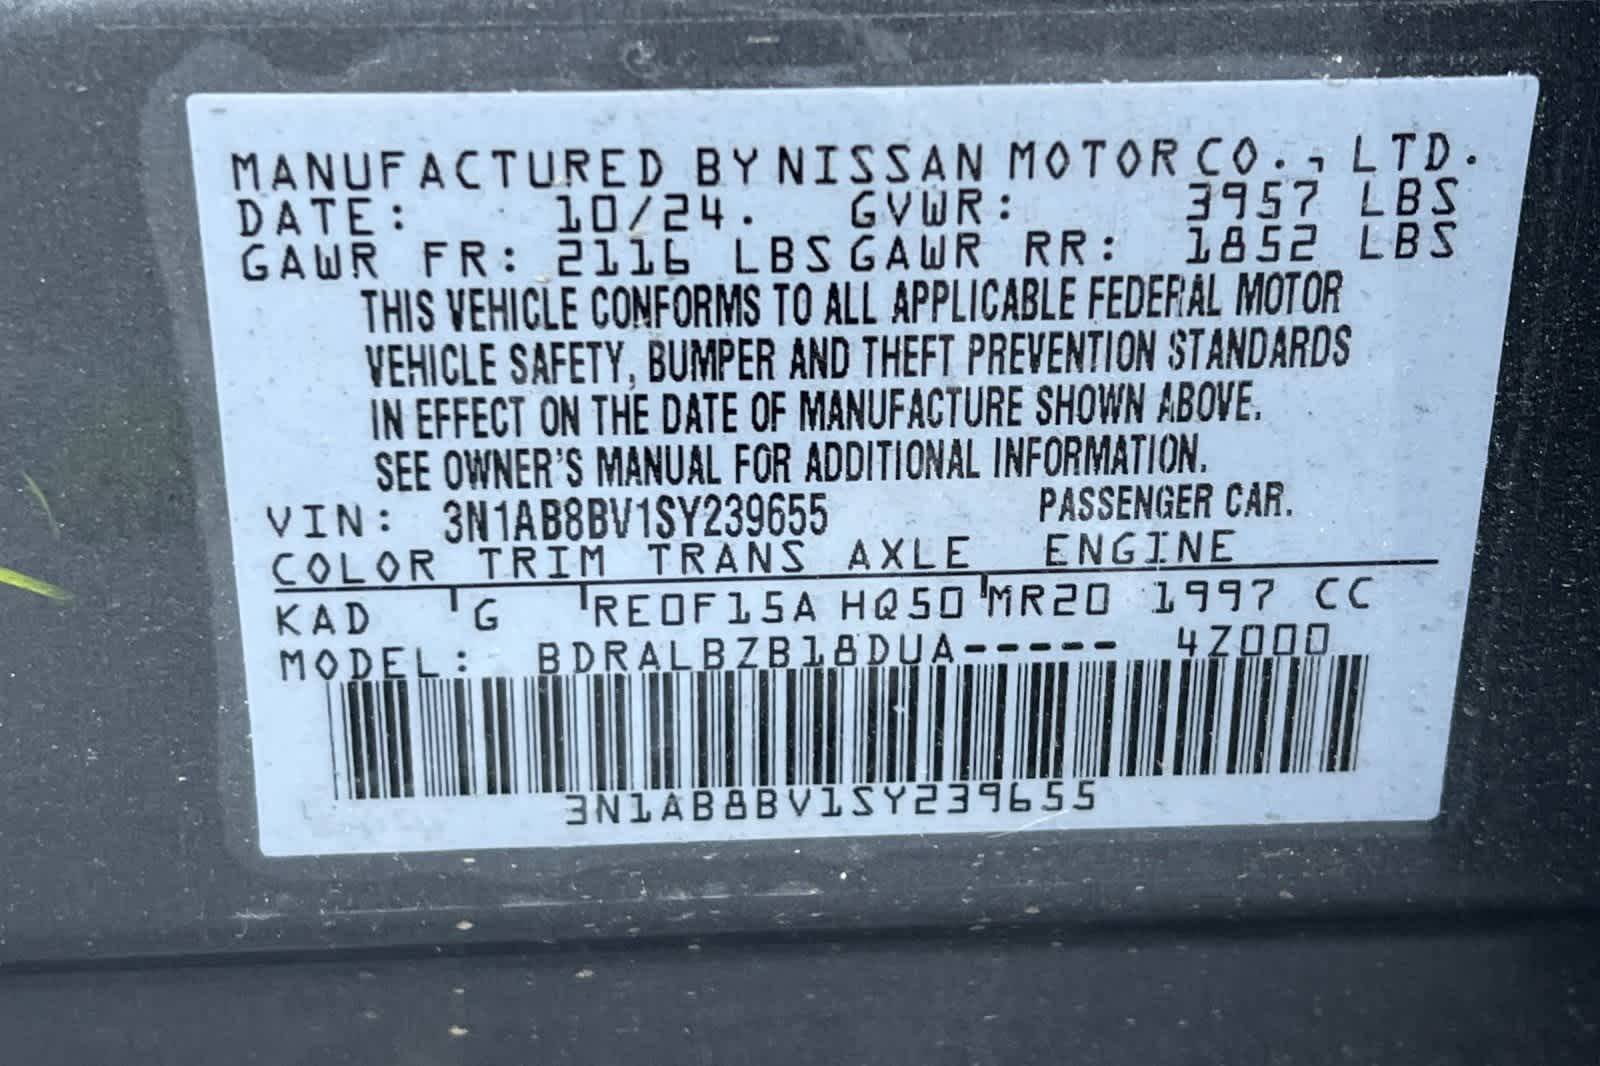 MANUFACTURED BY NISSAN MOTOR CO., LTD.
DATE: 10/24. GVWR: 3957 LBS
GAWR FR: 2116 LBS GAWR RR: 1852 LBS
THIS VEHICLE CONFORMS TO ALL APPLICABLE FEDERAL MOTOR
VEHICLE SAFETY, BUMPER AND THEFT PREVENTION STANDARDS
IN EFFECT ON THE DATE OF MANUFACTURE SHOWN ABOVE.
SEE OWNER'S MANUAL FOR ADDITIONAL INFORMATION.
VIN: 3N1AB8BV1SY239655 PASSENGER CAR.
COLOR TRIM TRANS AXLE ENGINE
KAD G RE0F15A HQ50 MR20 1997 CC
MODEL: BDRALBZB18DUA----- 4Z000
3N1AB8BV1SY239655